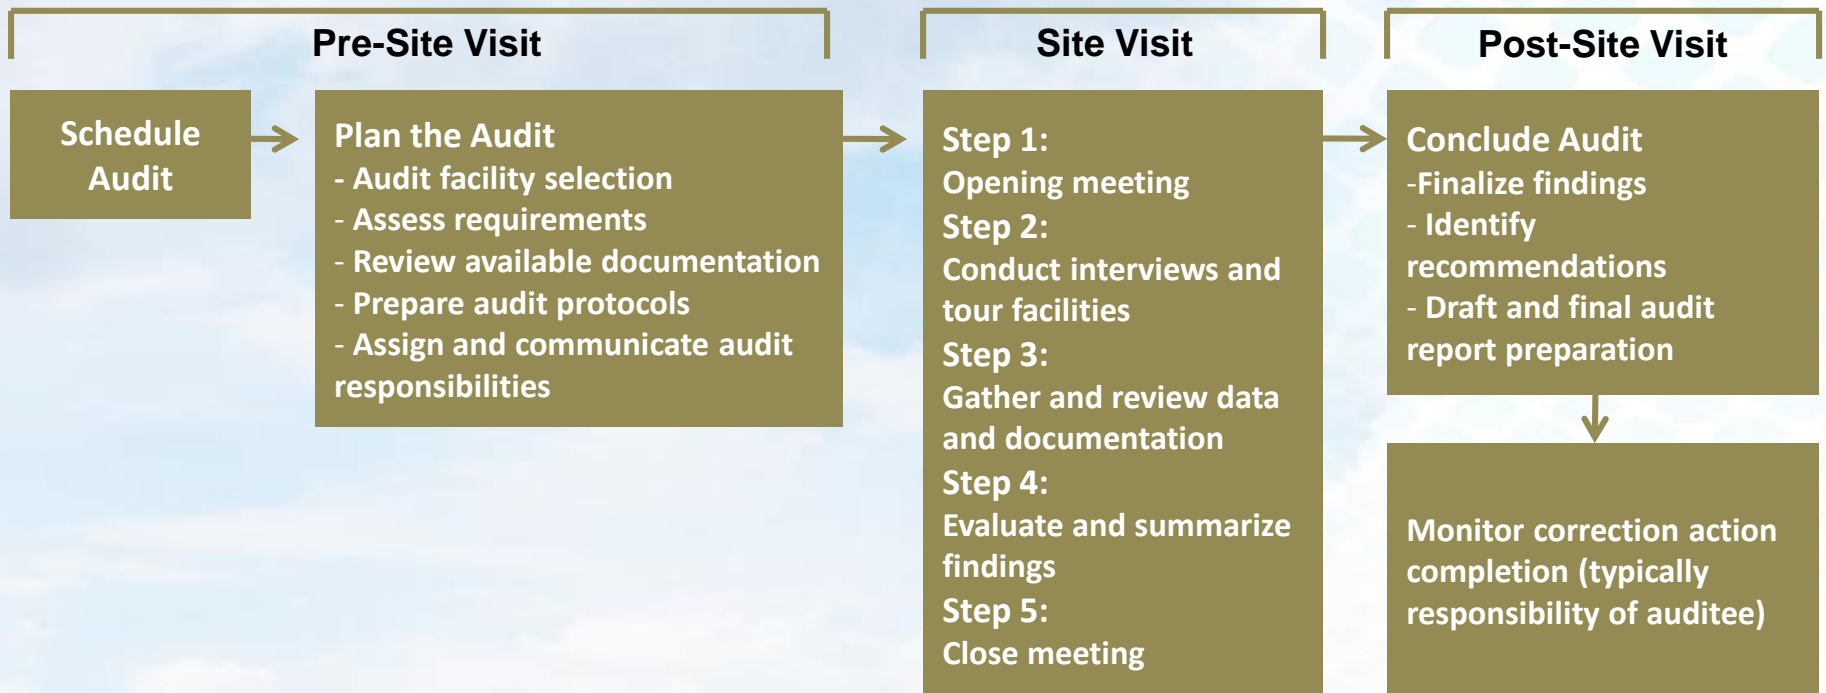 Pre-Site Visit
Schedule
Audit
Plan the Audit
- Audit facility selection
- Assess requirements
- Review available documentation
- Prepare audit protocols
- Assign and communicate audit
responsibilities
Site Visit
Step 1:
Opening meeting
Step 2:
Conduct interviews and
tour facilities
Step 3:
Gather and review data
and documentation
Step 4:
Evaluate and summarize
findings
Step 5:
Close meeting
Post-Site Visit
Conclude Audit
-Finalize findings
- Identify
recommendations
- Draft and final audit
report preparation
Monitor correction action
completion (typically
responsibility of auditee)